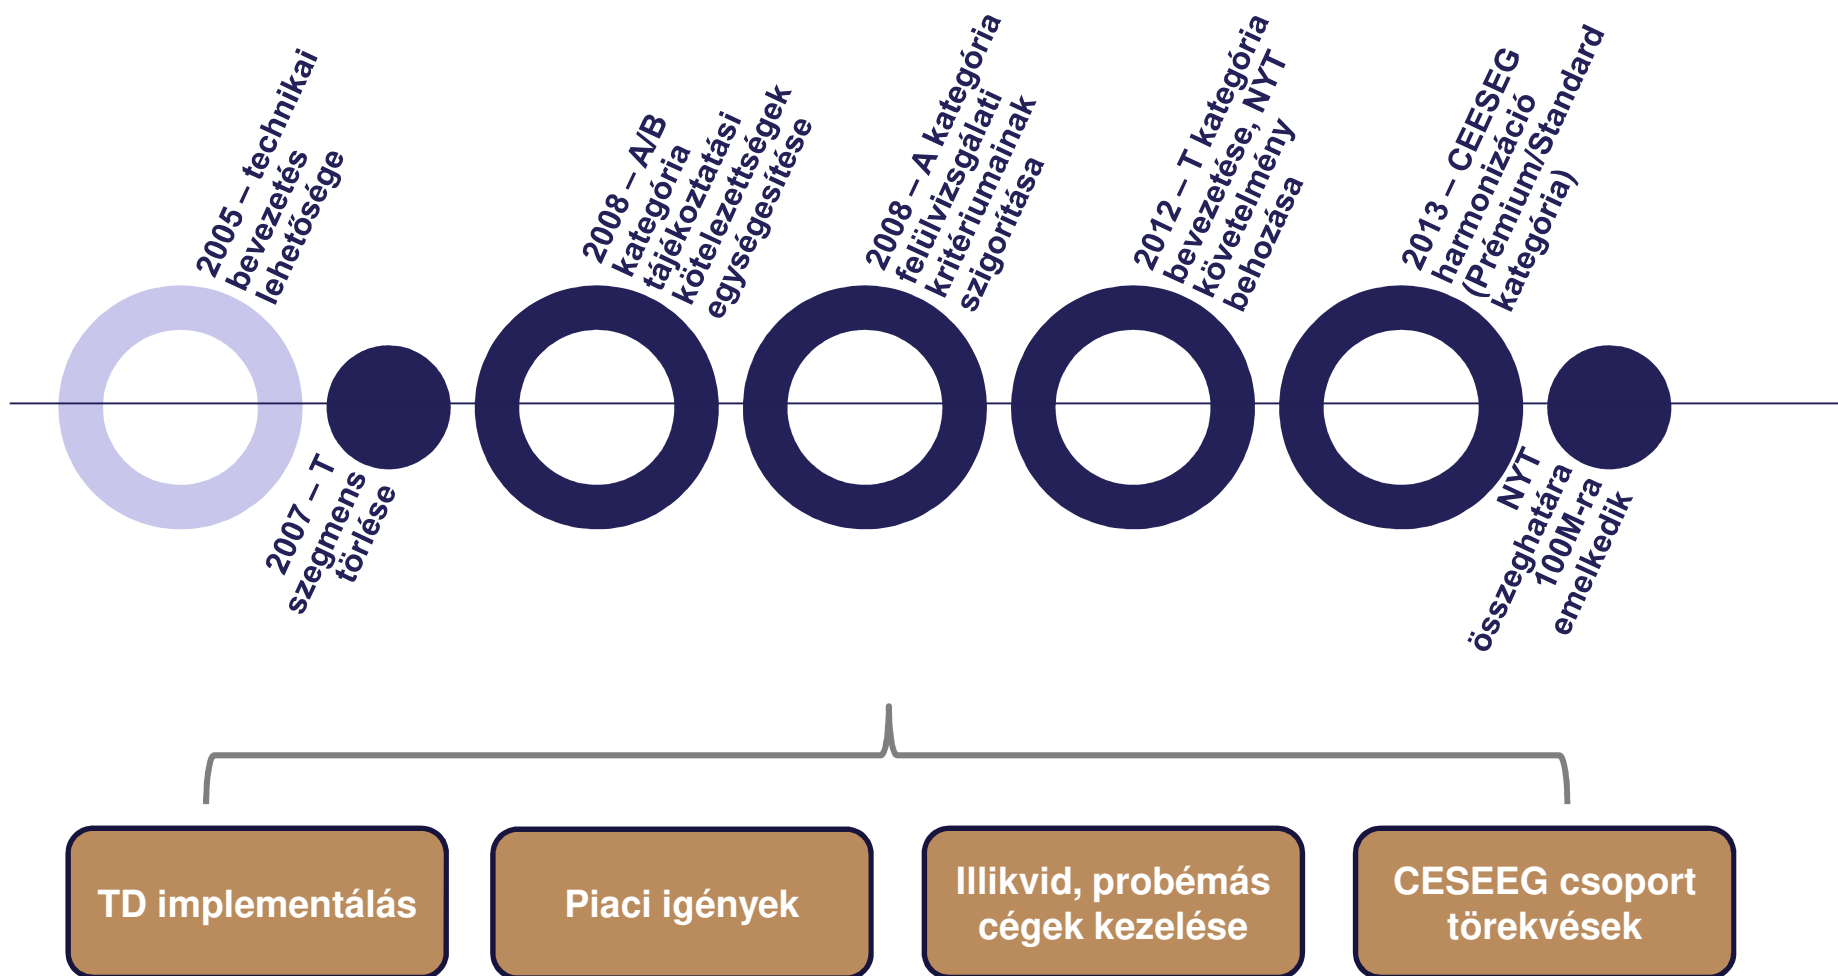 2005 – technikai
bevezetés
lehetősége
2007 – T
szegmens
törlése
2008 – A/B
kategória
tájékoztatási
kötelezettségek
egységesítése
2008 – A kategória
felülvizsgálati
kritériumainak
szigorítása
2012 – T kategória
bevezetése, NYT
követelmény
behozása
2013 – CEESEG
harmonizáció
(Prémium/Standard
kategória)
NYT
összeghatára
100M-ra
emelkedik
TD implementálás
Piaci igények
Illikvid, probémás
cégek kezelése
CESEEG csoport
törekvések